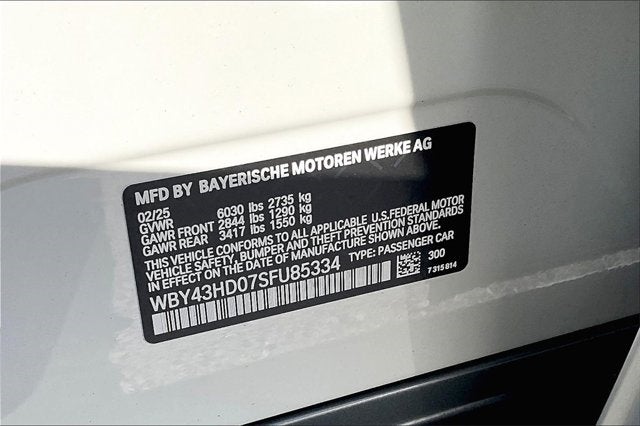 MFD BY BAYERISCHE MOTOREN WERKE AG
02/25
GVWR 6030 lbs 2735 kg
GAWR FRONT 2844 lbs 1290 kg
GAWR REAR 3417 lbs 1550 kg
THIS VEHICLE CONFORMS TO ALL APPLICABLE U.S.FEDERAL MOTOR
VEHICLE SAFETY, BUMPER AND THEFT PREVENTION STANDARDS
IN EFFECT ON THE DATE OF MANUFACTURE SHOWN ABOVE.
WBY43HD07SFU85334 TYPE: PASSENGER CAR
300
7 315 814